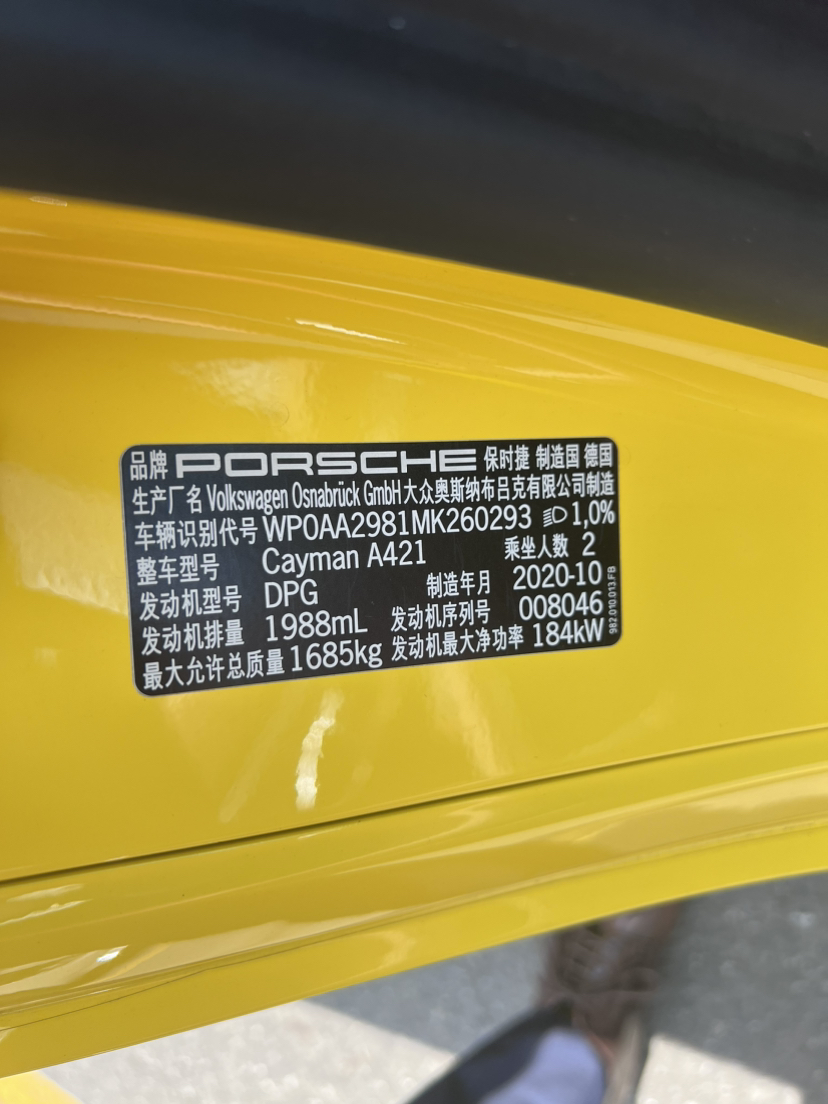 品牌 PORSCHE 保时捷 制造国 德国
生产厂名 Volkswagen Osnabrück GmbH 大众奥斯纳布吕克有限公司制造
车辆识别代号 WP0AA2981MK260293 1,0%
整车型号 Cayman A421 乘坐人数 2
发动机型号 DPG 制造年月 2020-10
发动机排量 1988mL 发动机序列号 008046
最大允许总质量 1685kg 发动机最大净功率 184kW
982.010.013.FB